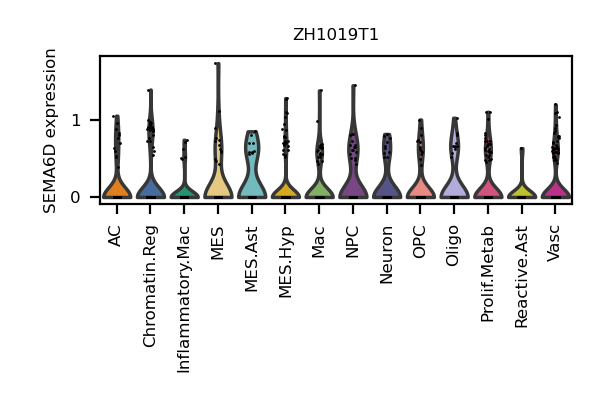 ZH1019T1
SEMA6D expression
1
0
AC
Chromatin.Reg
Inflammatory.Mac
MES
MES.Ast
MES.Hyp
Mac
NPC
Neuron
OPC
Oligo
Prolif.Metab
Reactive.Ast
Vasc